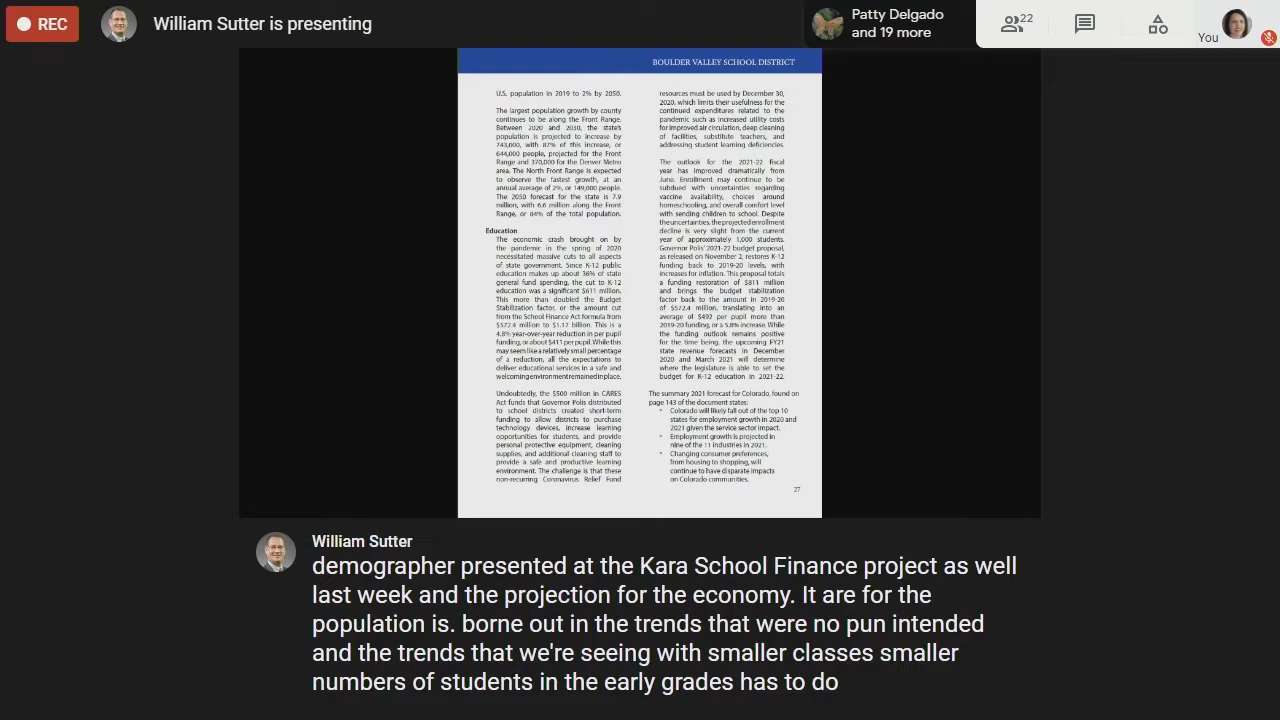 REC
William Sutter is presenting
Patty Delgado
and 19 more
22
You
BOULDER VALLEY SCHOOL DISTRICT
U.S. population in 2019 to 2% by 2050.
The largest population growth by county
continues to be along the Front Range.
Between 2020 and 2030, the state's
population is projected to increase by
743,000, with 87% of this increase, or
644,000 people, projected for the Front
Range and 370,000 for the Denver Metro
area. The North Front Range is expected
to observe the fastest growth, at an
annual average of 2%, or 149,000 people.
The 2050 forecast for the state is 7.9
million, with 6.6 million along the Front
Range, or 84% of the total population.
Education
The economic crash brought on by
the pandemic in the spring of 2020
necessitated massive cuts to all aspects
of state government. Since K-12 public
education makes up about 36% of state
general fund spending, the cut to K-12
education was a significant $611 million.
This more than doubled the Budget
Stabilization factor, or the amount cut
from the School Finance Act formula from
$572.4 million to $1.17 billion. This is a
4.8% year-over-year reduction in per pupil
funding, or about $411 per pupil. While this
may seem like a relatively small percentage
of a reduction, all the expectations to
deliver educational services in a safe and
welcoming environment remained in place.
Undoubtedly, the $500 million in CARES
Act funds that Governor Polis distributed
to school districts created short-term
funding to allow districts to purchase
technology devices, increase learning
opportunities for students, and provide
personal protective equipment, cleaning
supplies, and additional cleaning staff to
provide a safe and productive learning
environment. The challenge is that these
non-recurring Coronavirus Relief Fund
resources must be used by December 30,
2020, which limits their usefulness for the
continued expenditures related to the
pandemic such as increased utility costs
for improved air circulation, deep cleaning
of facilities, substitute teachers, and
addressing student learning deficiencies.
The outlook for the 2021-22 fiscal
year has improved dramatically from
June. Enrollment may continue to be
subdued with uncertainties regarding
vaccine availability, choices around
homeschooling, and overall comfort level
with sending children to school. Despite
the uncertainties, the projected enrollment
decline is very slight from the current
year of approximately 1,000 students.
Governor Polis' 2021-22 budget proposal,
as released on November 2, restores K-12
funding back to 2019-20 levels, with
increases for inflation. This proposal totals
a funding restoration of $811 million
and brings the budget stabilization
factor back to the amount in 2019-20
of $572.4 million, translating into an
average of $492 per pupil more than
2019-20 funding, or a 5.8% increase. While
the funding outlook remains positive
for the time being, the upcoming FY21
state revenue forecasts in December
2020 and March 2021 will determine
where the legislature is able to set the
budget for K-12 education in 2021-22.
The summary 2021 forecast for Colorado, found on
page 143 of the document states:
• Colorado will likely fall out of the top 10
states for employment growth in 2020 and
2021 given the service sector impact.
• Employment growth is projected in
nine of the 11 industries in 2021.
• Changing consumer preferences,
from housing to shopping, will
continue to have disparate impacts
on Colorado communities.
27
William Sutter
demographer presented at the Kara School Finance project as well
last week and the projection for the economy. It are for the
population is. borne out in the trends that were no pun intended
and the trends that we're seeing with smaller classes smaller
numbers of students in the early grades has to do